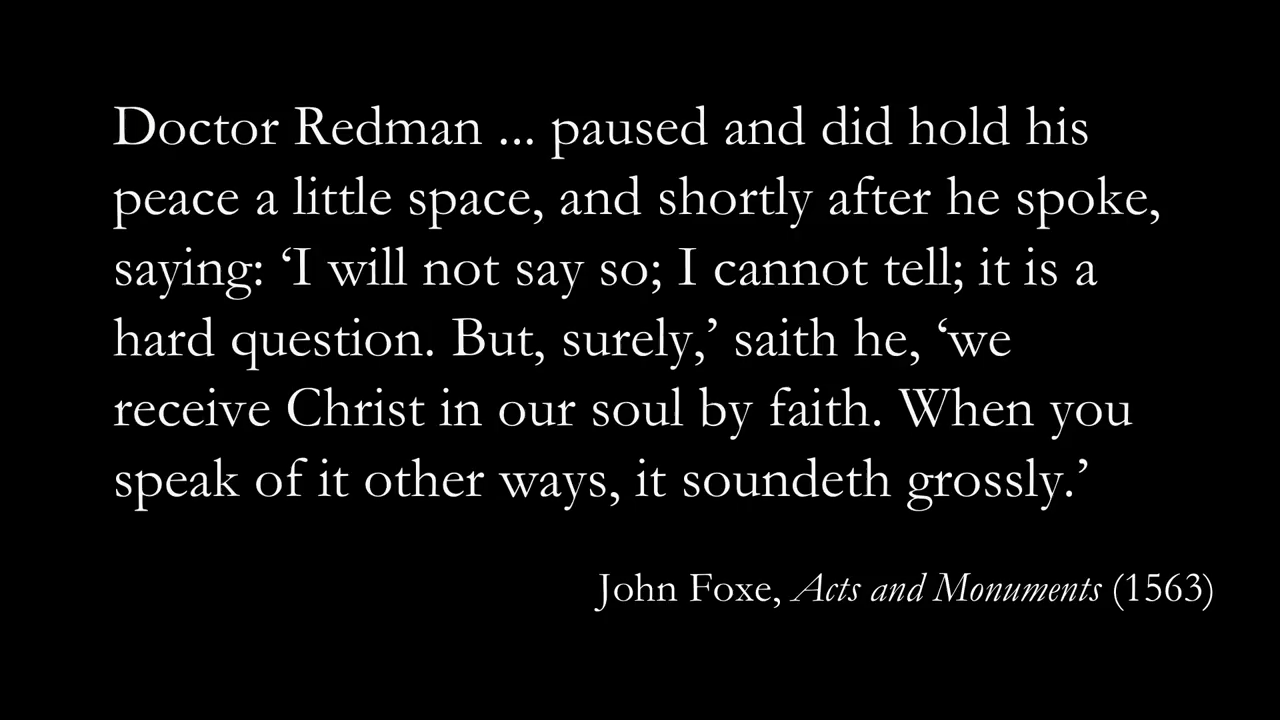 Doctor Redman ... paused and did hold his
peace a little space, and shortly after he spoke,
saying: ‘I will not say so; I cannot tell; it is a
hard question. But, surely,’ saith he, ‘we
receive Christ in our soul by faith. When you
speak of it other ways, it soundeth grossly.’
John Foxe, Acts and Monuments (1563)